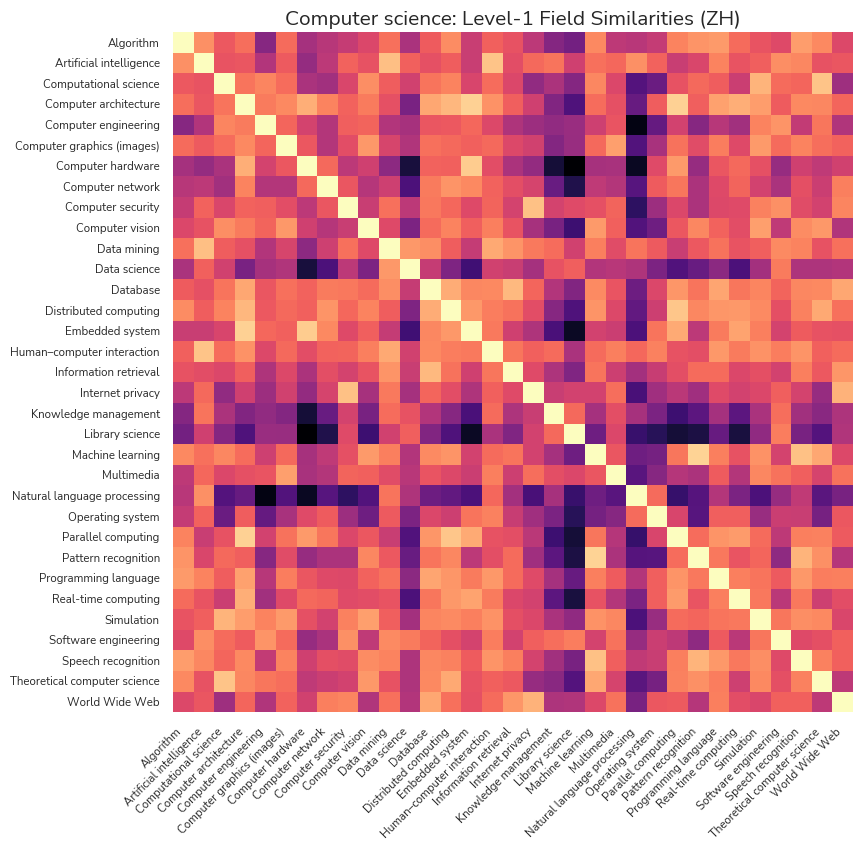 Computer science: Level-1 Field Similarities (ZH)
Algorithm
Artificial intelligence
Computational science
Computer architecture
Computer engineering
Computer graphics (images)
Computer hardware
Computer network
Computer security
Computer vision
Data mining
Data science
Database
Distributed computing
Embedded system
Human–computer interaction
Information retrieval
Internet privacy
Knowledge management
Library science
Machine learning
Multimedia
Natural language processing
Operating system
Parallel computing
Pattern recognition
Programming language
Real-time computing
Simulation
Software engineering
Speech recognition
Theoretical computer science
World Wide Web
Algorithm
Artificial intelligence
Computational science
Computer architecture
Computer engineering
Computer graphics (images)
Computer hardware
Computer network
Computer security
Computer vision
Data mining
Data science
Database
Distributed computing
Embedded system
Human–computer interaction
Information retrieval
Internet privacy
Knowledge management
Library science
Machine learning
Multimedia
Natural language processing
Operating system
Parallel computing
Pattern recognition
Programming language
Real-time computing
Simulation
Software engineering
Speech recognition
Theoretical computer science
World Wide Web